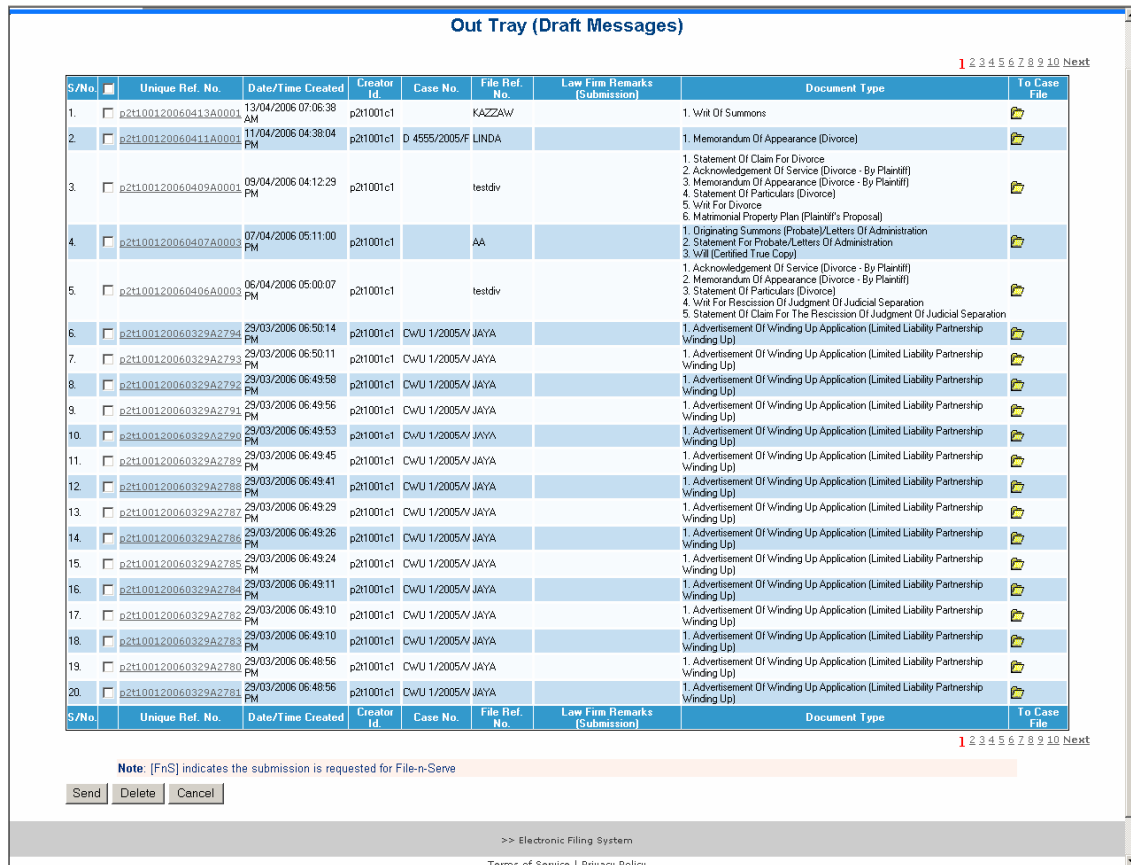 Out Tray (Draft Messages)
1 2 3 4 5 6 7 8 9 10 Next
S/No. Unique Ref. No. Date/Time Created Creator Id. Case No. File Ref. No. Law Firm Remarks (Submission) Document Type To Case File
1. p2t100120060413A0001 13/04/2006 07:06:38 AM p2t1001c1 KAZZAW 1. Writ Of Summons
2. p2t100120060411A0001 11/04/2006 04:38:04 PM p2t1001c1 D 4555/2005/F LINDA 1. Memorandum Of Appearance (Divorce)
3. p2t100120060409A0001 09/04/2006 04:12:29 PM p2t1001c1 testdiv 1. Statement Of Claim For Divorce
2. Acknowledgement Of Service (Divorce - By Plaintiff)
3. Memorandum Of Appearance (Divorce - By Plaintiff)
4. Statement Of Particulars (Divorce)
5. Writ For Divorce
6. Matrimonial Property Plan (Plaintiff's Proposal)
4. p2t100120060407A0003 07/04/2006 05:11:00 PM p2t1001c1 AA 1. Originating Summons (Probate)/Letters Of Administration
2. Statement For Probate/Letters Of Administration
3. Will (Certified True Copy)
5. p2t100120060406A0003 06/04/2006 05:00:07 PM p2t1001c1 testdiv 1. Acknowledgement Of Service (Divorce - By Plaintiff)
2. Memorandum Of Appearance (Divorce - By Plaintiff)
3. Statement Of Particulars (Divorce)
4. Writ For Rescission Of Judgment Of Judicial Separation
5. Statement Of Claim For The Rescission Of Judgment Of Judicial Separation
6. p2t100120060329A2794 29/03/2006 06:50:14 PM p2t1001c1 CWU 1/2005/V JAYA 1. Advertisement Of Winding Up Application (Limited Liability Partnership Winding Up)
7. p2t100120060329A2793 29/03/2006 06:50:11 PM p2t1001c1 CWU 1/2005/V JAYA 1. Advertisement Of Winding Up Application (Limited Liability Partnership Winding Up)
8. p2t100120060329A2792 29/03/2006 06:49:58 PM p2t1001c1 CWU 1/2005/V JAYA 1. Advertisement Of Winding Up Application (Limited Liability Partnership Winding Up)
9. p2t100120060329A2791 29/03/2006 06:49:56 PM p2t1001c1 CWU 1/2005/V JAYA 1. Advertisement Of Winding Up Application (Limited Liability Partnership Winding Up)
10. p2t100120060329A2790 29/03/2006 06:49:53 PM p2t1001c1 CWU 1/2005/V JAYA 1. Advertisement Of Winding Up Application (Limited Liability Partnership Winding Up)
11. p2t100120060329A2789 29/03/2006 06:49:45 PM p2t1001c1 CWU 1/2005/V JAYA 1. Advertisement Of Winding Up Application (Limited Liability Partnership Winding Up)
12. p2t100120060329A2788 29/03/2006 06:49:41 PM p2t1001c1 CWU 1/2005/V JAYA 1. Advertisement Of Winding Up Application (Limited Liability Partnership Winding Up)
13. p2t100120060329A2787 29/03/2006 06:49:29 PM p2t1001c1 CWU 1/2005/V JAYA 1. Advertisement Of Winding Up Application (Limited Liability Partnership Winding Up)
14. p2t100120060329A2786 29/03/2006 06:49:26 PM p2t1001c1 CWU 1/2005/V JAYA 1. Advertisement Of Winding Up Application (Limited Liability Partnership Winding Up)
15. p2t100120060329A2785 29/03/2006 06:49:24 PM p2t1001c1 CWU 1/2005/V JAYA 1. Advertisement Of Winding Up Application (Limited Liability Partnership Winding Up)
16. p2t100120060329A2784 29/03/2006 06:49:11 PM p2t1001c1 CWU 1/2005/V JAYA 1. Advertisement Of Winding Up Application (Limited Liability Partnership Winding Up)
17. p2t100120060329A2782 29/03/2006 06:49:10 PM p2t1001c1 CWU 1/2005/V JAYA 1. Advertisement Of Winding Up Application (Limited Liability Partnership Winding Up)
18. p2t100120060329A2783 29/03/2006 06:49:10 PM p2t1001c1 CWU 1/2005/V JAYA 1. Advertisement Of Winding Up Application (Limited Liability Partnership Winding Up)
19. p2t100120060329A2780 29/03/2006 06:48:56 PM p2t1001c1 CWU 1/2005/V JAYA 1. Advertisement Of Winding Up Application (Limited Liability Partnership Winding Up)
20. p2t100120060329A2781 29/03/2006 06:48:56 PM p2t1001c1 CWU 1/2005/V JAYA 1. Advertisement Of Winding Up Application (Limited Liability Partnership Winding Up)
S/No. Unique Ref. No. Date/Time Created Creator Id. Case No. File Ref. No. Law Firm Remarks (Submission) Document Type To Case File
1 2 3 4 5 6 7 8 9 10 Next
Note: [FnS] indicates the submission is requested for File-n-Serve
Send Delete Cancel
>> Electronic Filing System
Terms of Service | Privacy Policy